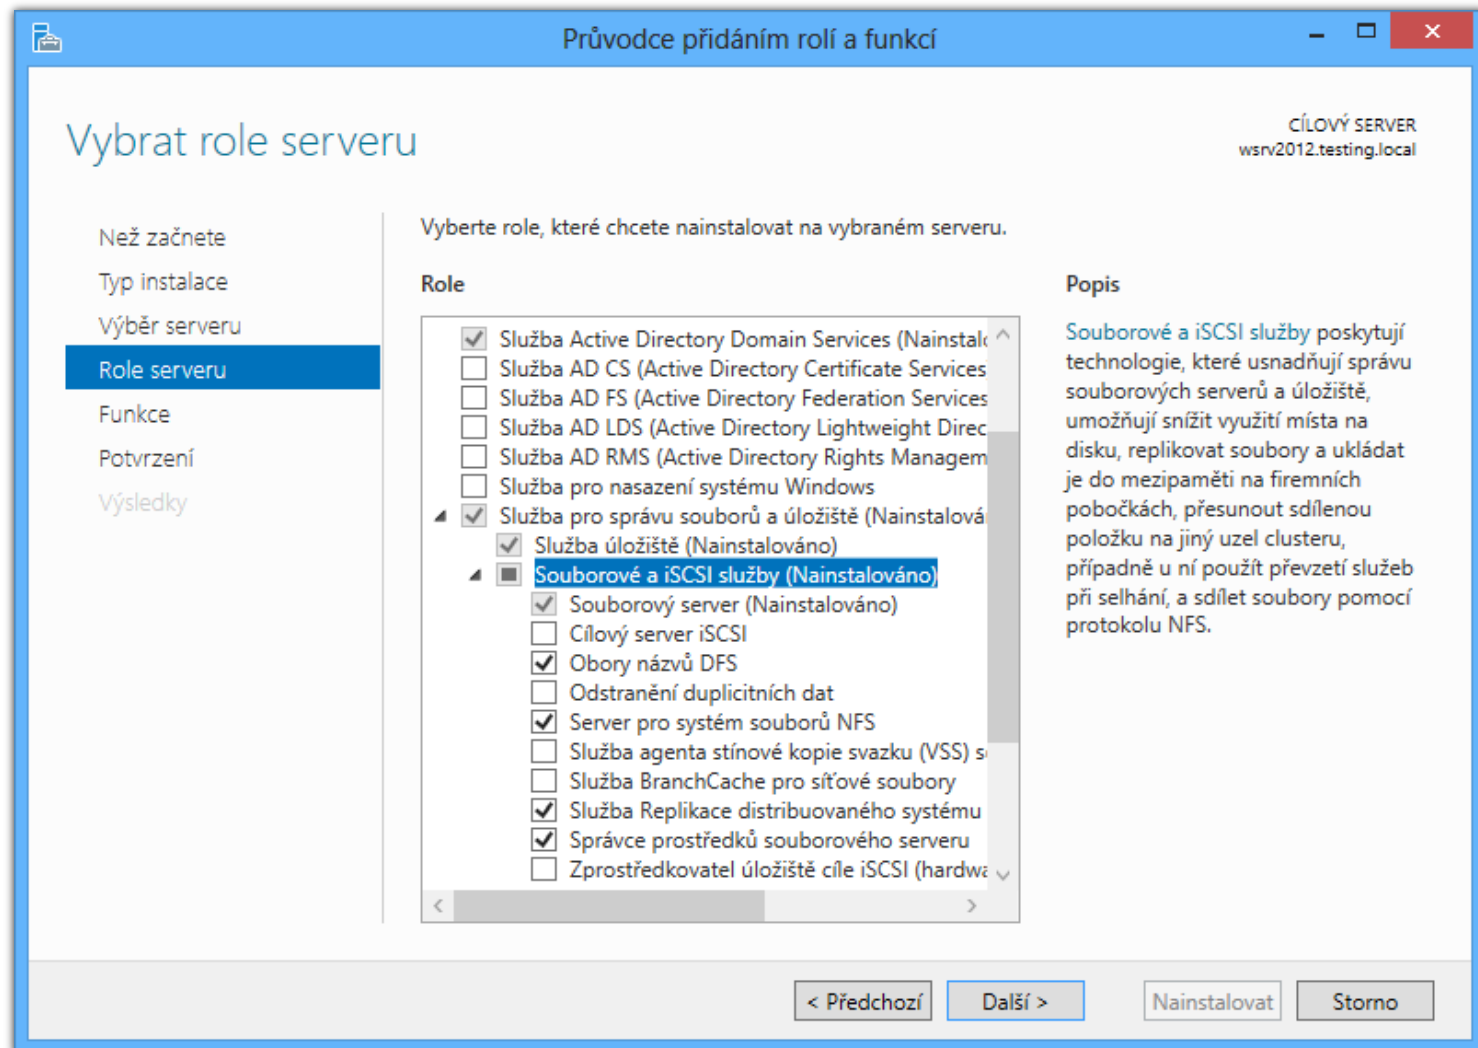 Průvodce přidáním rolí a funkcí
Vybrat role serveru
CÍLOVÝ SERVER
wsrv2012.testing.local
Než začnete
Typ instalace
Výběr serveru
Role serveru
Funkce
Potvrzení
Výsledky
Vyberte role, které chcete nainstalovat na vybraném serveru.
Role
Služba Active Directory Domain Services (Nainstalo
Služba AD CS (Active Directory Certificate Services
Služba AD FS (Active Directory Federation Services
Služba AD LDS (Active Directory Lightweight Direc
Služba AD RMS (Active Directory Rights Managem
Služba pro nasazení systému Windows
Služba pro správu souborů a úložiště (Nainstalová
Služba úložiště (Nainstalováno)
Souborové a iSCSI služby (Nainstalováno)
Souborový server (Nainstalováno)
Cílový server iSCSI
Obory názvů DFS
Odstranění duplicitních dat
Server pro systém souborů NFS
Služba agenta stínové kopie svazku (VSS) s
Služba BranchCache pro síťové soubory
Služba Replikace distribuovaného systému
Správce prostředků souborového serveru
Zprostředkovatel úložiště cíle iSCSI (hardwa
Popis
Souborové a iSCSI služby poskytují
technologie, které usnadňují správu
souborových serverů a úložiště,
umožňují snížit využití místa na
disku, replikovat soubory a ukládat
je do mezipaměti na firemních
pobočkách, přesunout sdílenou
položku na jiný uzel clusteru,
případně u ní použít převzetí služeb
při selhání, a sdílet soubory pomocí
protokolu NFS.
< Předchozí
Další >
Nainstalovat
Storno